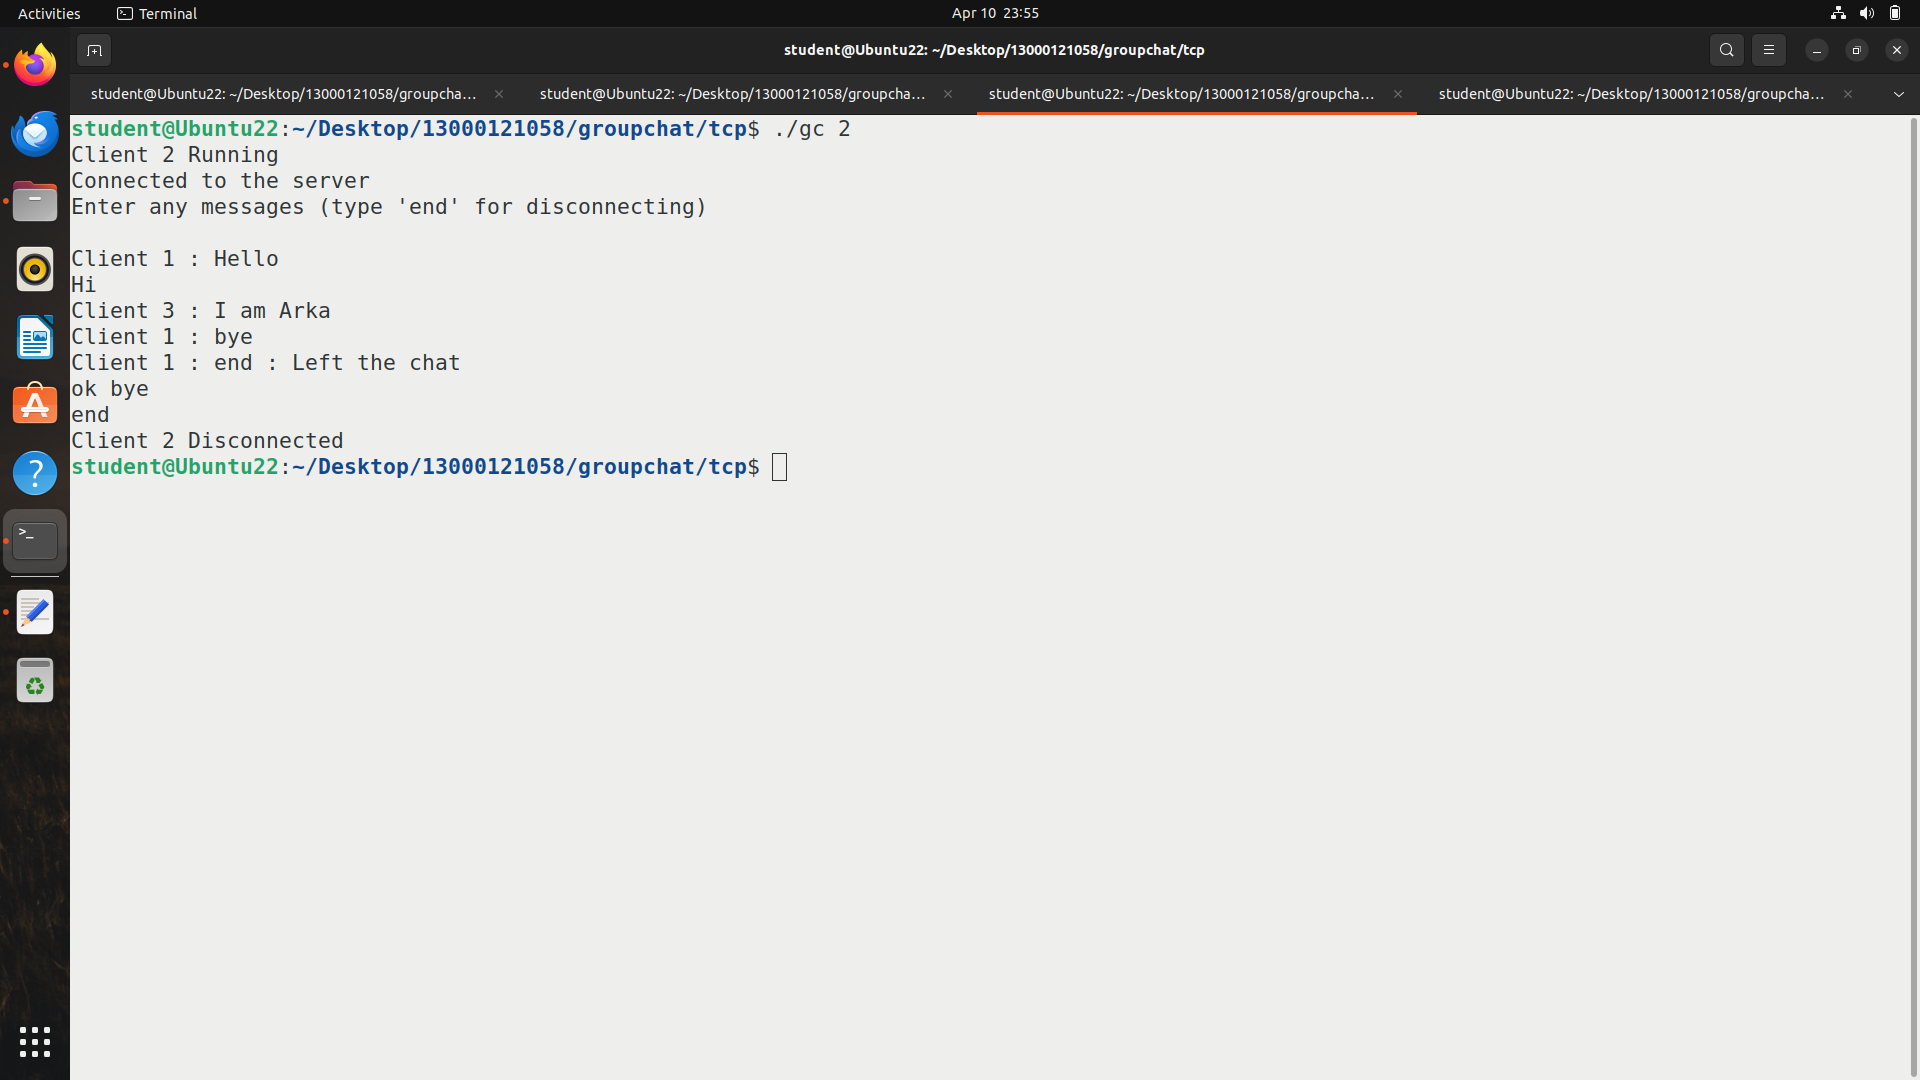 Activities
Terminal
Apr 10 23:55
student@Ubuntu22: ~/Desktop/13000121058/groupchat/tcp
student@Ubuntu22: ~/Desktop/13000121058/groupcha...
student@Ubuntu22: ~/Desktop/13000121058/groupcha...
student@Ubuntu22: ~/Desktop/13000121058/groupcha...
student@Ubuntu22: ~/Desktop/13000121058/groupcha...
student@Ubuntu22:~/Desktop/13000121058/groupchat/tcp$ ./gc 2
Client 2 Running
Connected to the server
Enter any messages (type 'end' for disconnecting)
Client 1 : Hello
Hi
Client 3 : I am Arka
Client 1 : bye
Client 1 : end : Left the chat
ok bye
end
Client 2 Disconnected
student@Ubuntu22:~/Desktop/13000121058/groupchat/tcp$